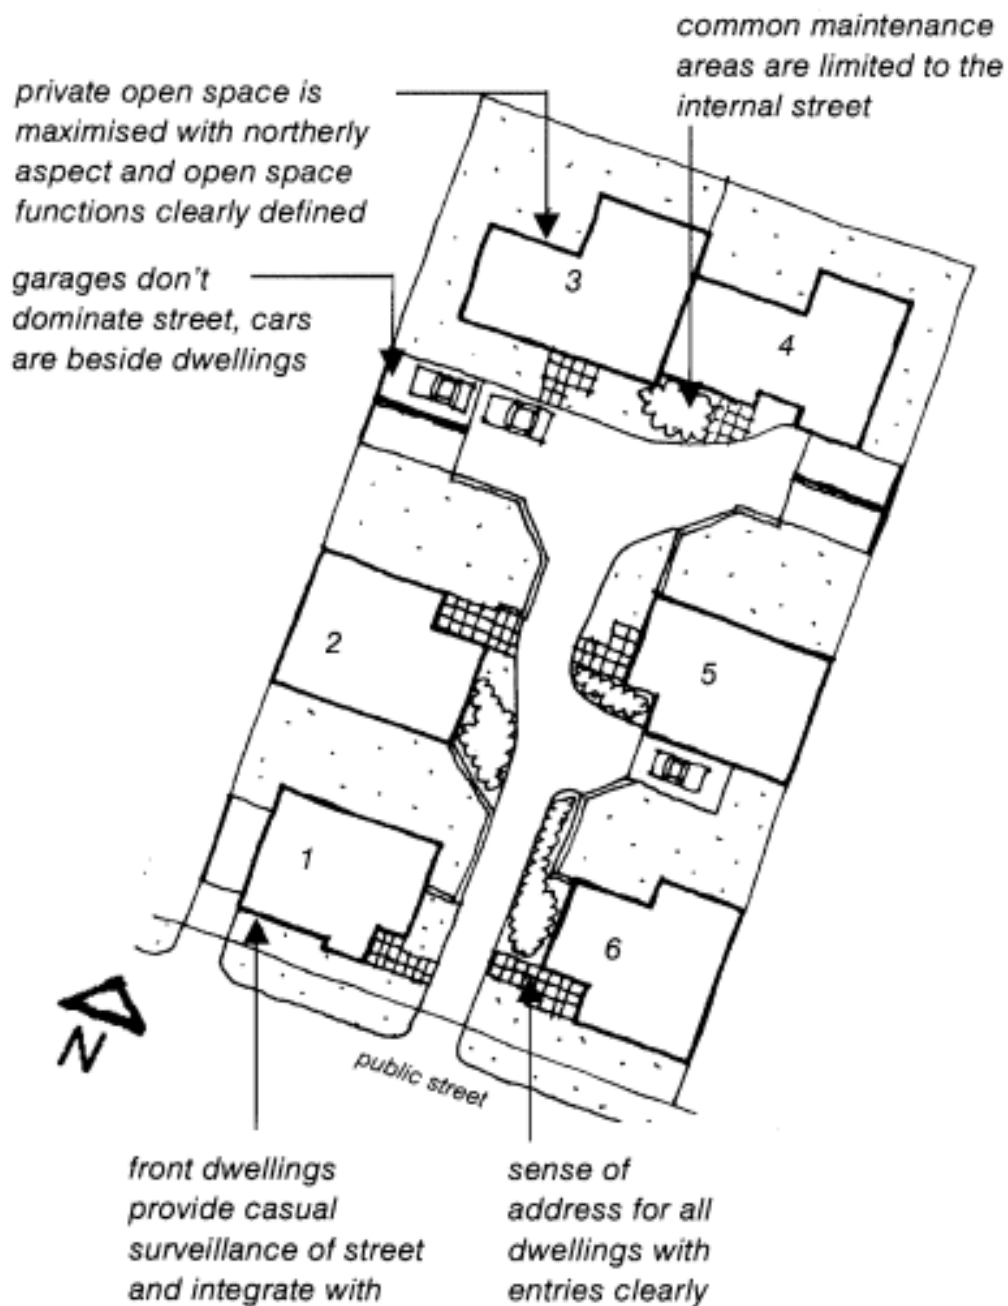 common maintenance
areas are limited to the
internal street
private open space is
maximised with northerly
aspect and open space
functions clearly defined
garages don't
dominate street, cars
are beside dwellings
3
4
2
5
1
6
N
public street
front dwellings
provide casual
surveillance of street
and integrate with
sense of
address for all
dwellings with
entries clearly